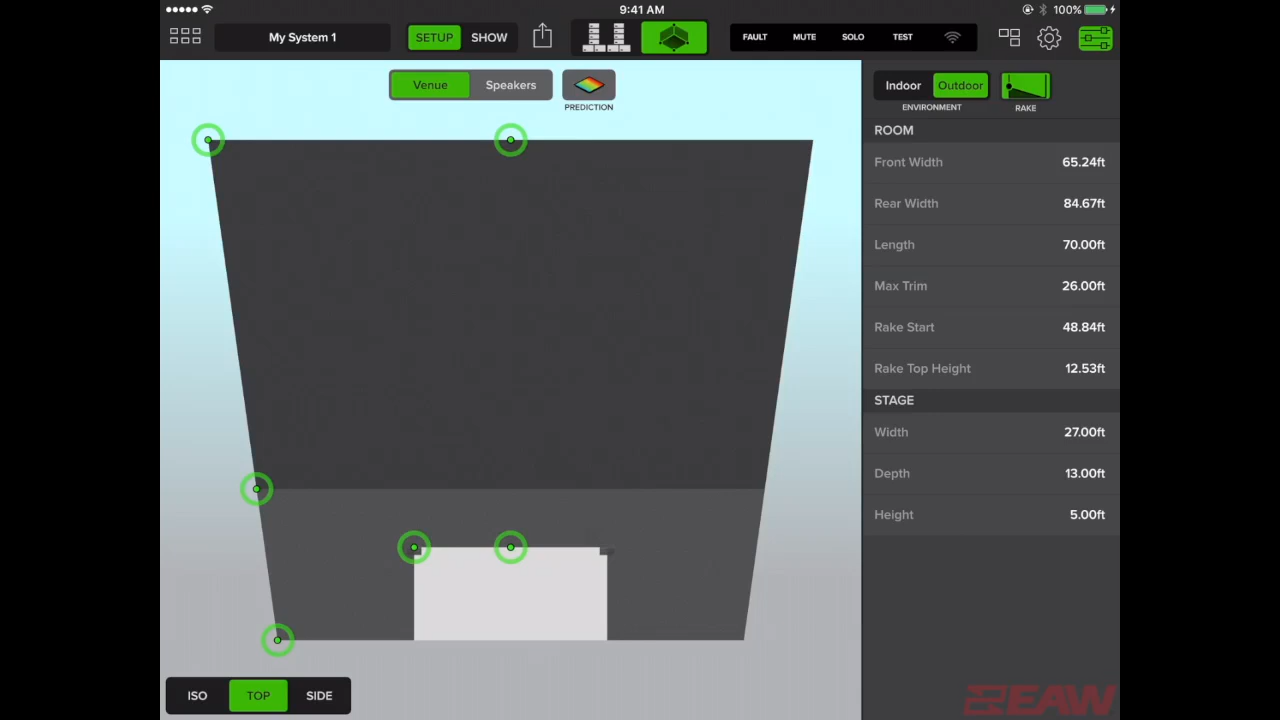 9:41 AM
100%
My System 1
SETUP
SHOW
FAULT
MUTE
SOLO
TEST
Venue
Speakers
PREDICTION
Indoor
Outdoor
ENVIRONMENT
RAKE
ROOM
Front Width 65.24ft
Rear Width 84.67ft
Length 70.00ft
Max Trim 26.00ft
Rake Start 48.84ft
Rake Top Height 12.53ft
STAGE
Width 27.00ft
Depth 13.00ft
Height 5.00ft
ISO
TOP
SIDE
EAW